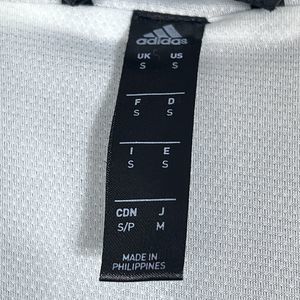 adidas
UK US
S S
F D
S S
I E
S S
CDN J
S/P M
MADE IN
PHILIPPINES